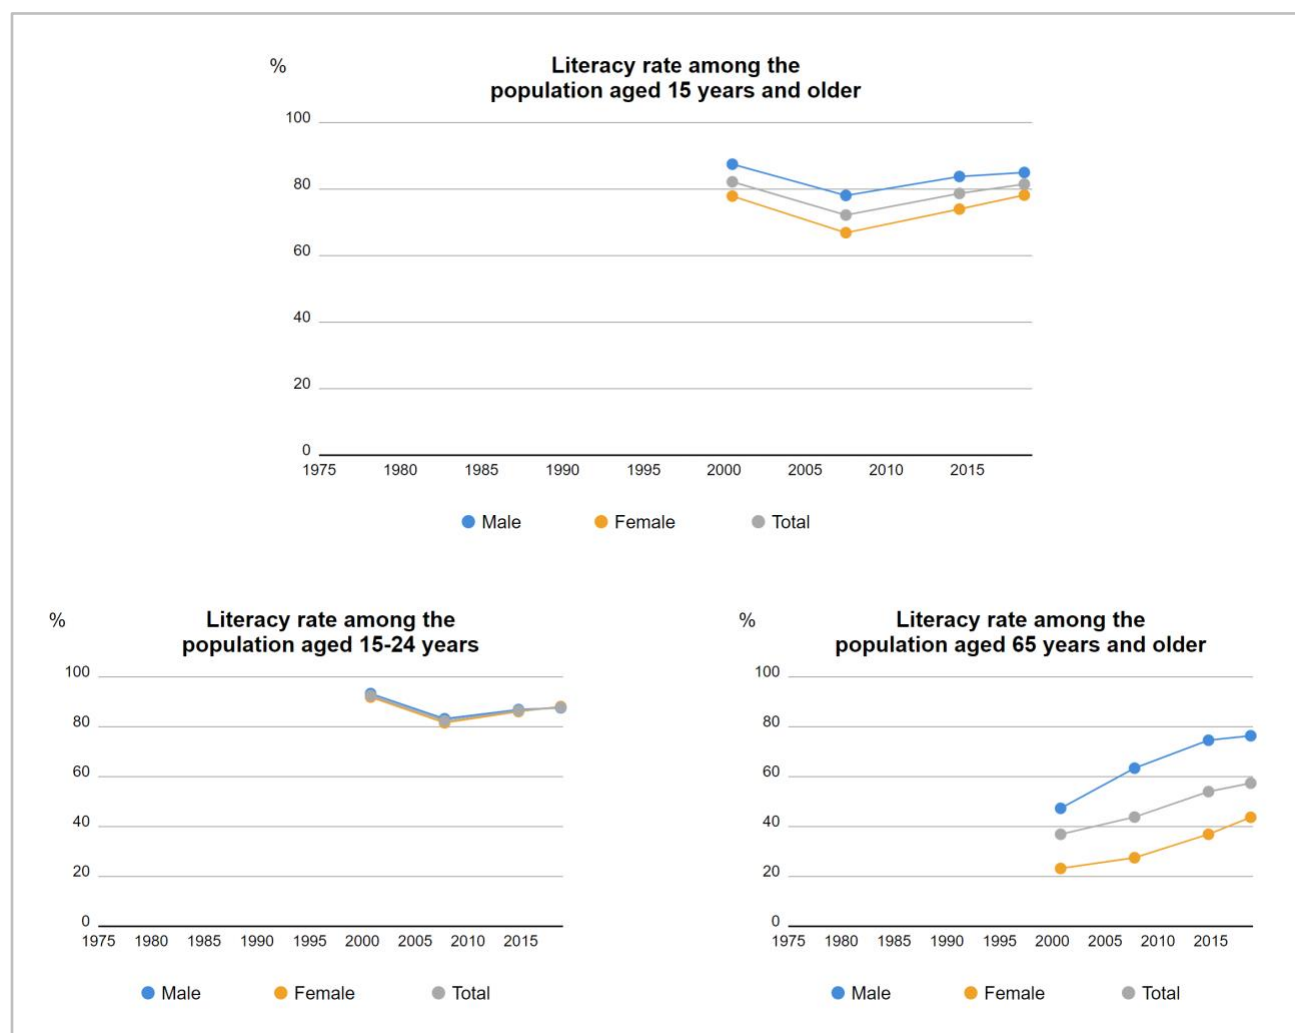 %
Literacy rate among the
population aged 15 years and older
100
80
60
40
20
0
1975 1980 1985 1990 1995 2000 2005 2010 2015
Male Female Total
%
Literacy rate among the
population aged 15-24 years
100
80
60
40
20
0
1975 1980 1985 1990 1995 2000 2005 2010 2015
Male Female Total
%
Literacy rate among the
population aged 65 years and older
100
80
60
40
20
0
1975 1980 1985 1990 1995 2000 2005 2010 2015
Male Female Total